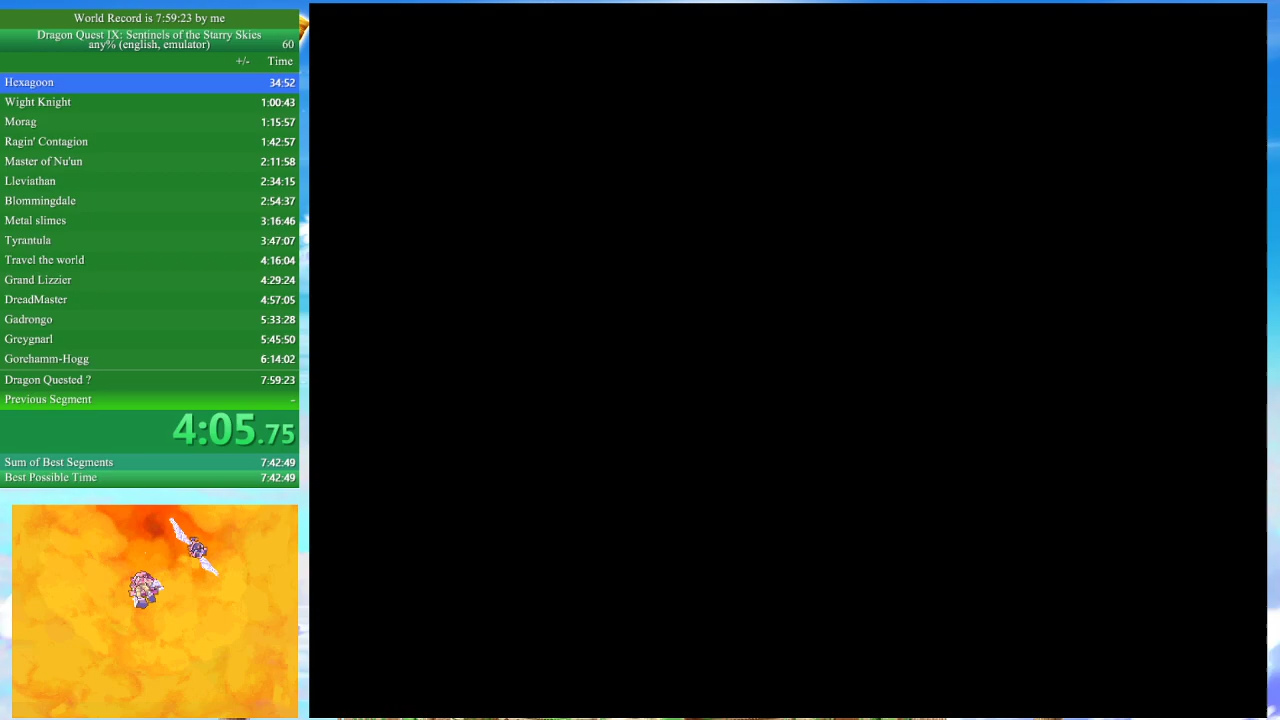 World Record is 7:59:23 by me
Dragon Quest IX: Sentinels of the Starry Skies
any% (english, emulator) 60
+/- Time
Hexagoon 34:52
Wight Knight 1:00:43
Morag 1:15:57
Ragin' Contagion 1:42:57
Master of Nu'un 2:11:58
Lleviathan 2:34:15
Blommingdale 2:54:37
Metal slimes 3:16:46
Tyrantula 3:47:07
Travel the world 4:16:04
Grand Lizzier 4:29:24
DreadMaster 4:57:05
Gadrongo 5:33:28
Greygnarl 5:45:50
Gorehamm-Hogg 6:14:02
Dragon Quested ? 7:59:23
Previous Segment -
4:05.75
Sum of Best Segments 7:42:49
Best Possible Time 7:42:49